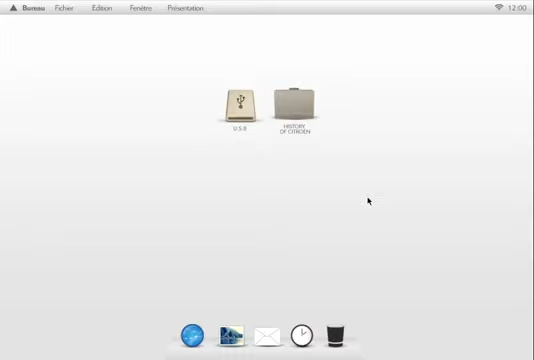 Bureau Fichier Edition Fenêtre Présentation 12:00
U.S.B
HISTORY
OF CITROËN